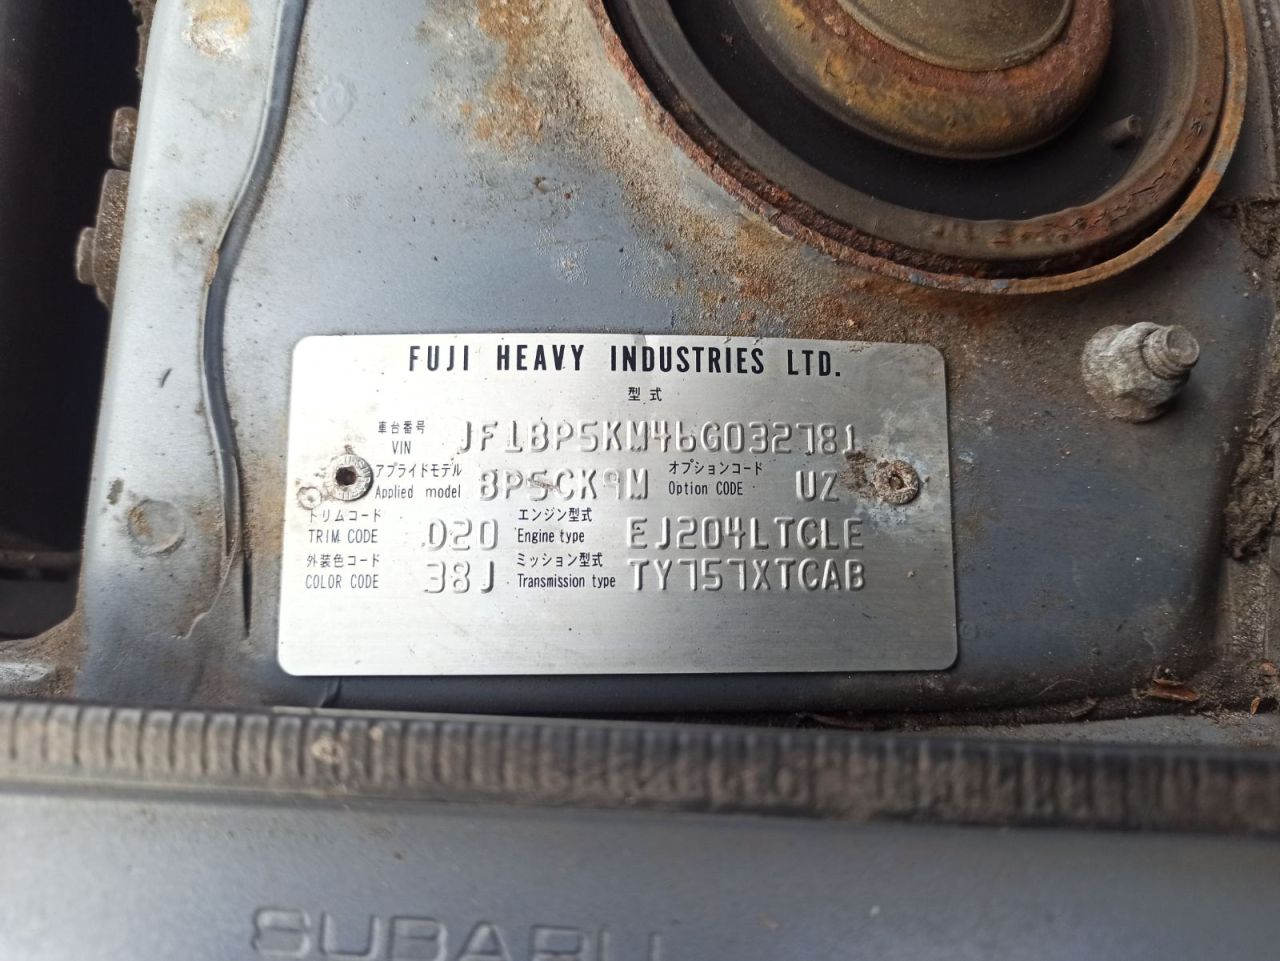 FUJI HEAVY INDUSTRIES LTD.
型式
車台番号 VIN JF1BP5KM46G032781
アプライドモデル Applied model BP5CK9M オプションコード Option CODE UZ
トリムコード TRIM CODE 020 エンジン型式 Engine type EJ204LTCLE
外装色コード COLOR CODE 38J ミッション型式 Transmission type TY757XTCAB
SUBARU